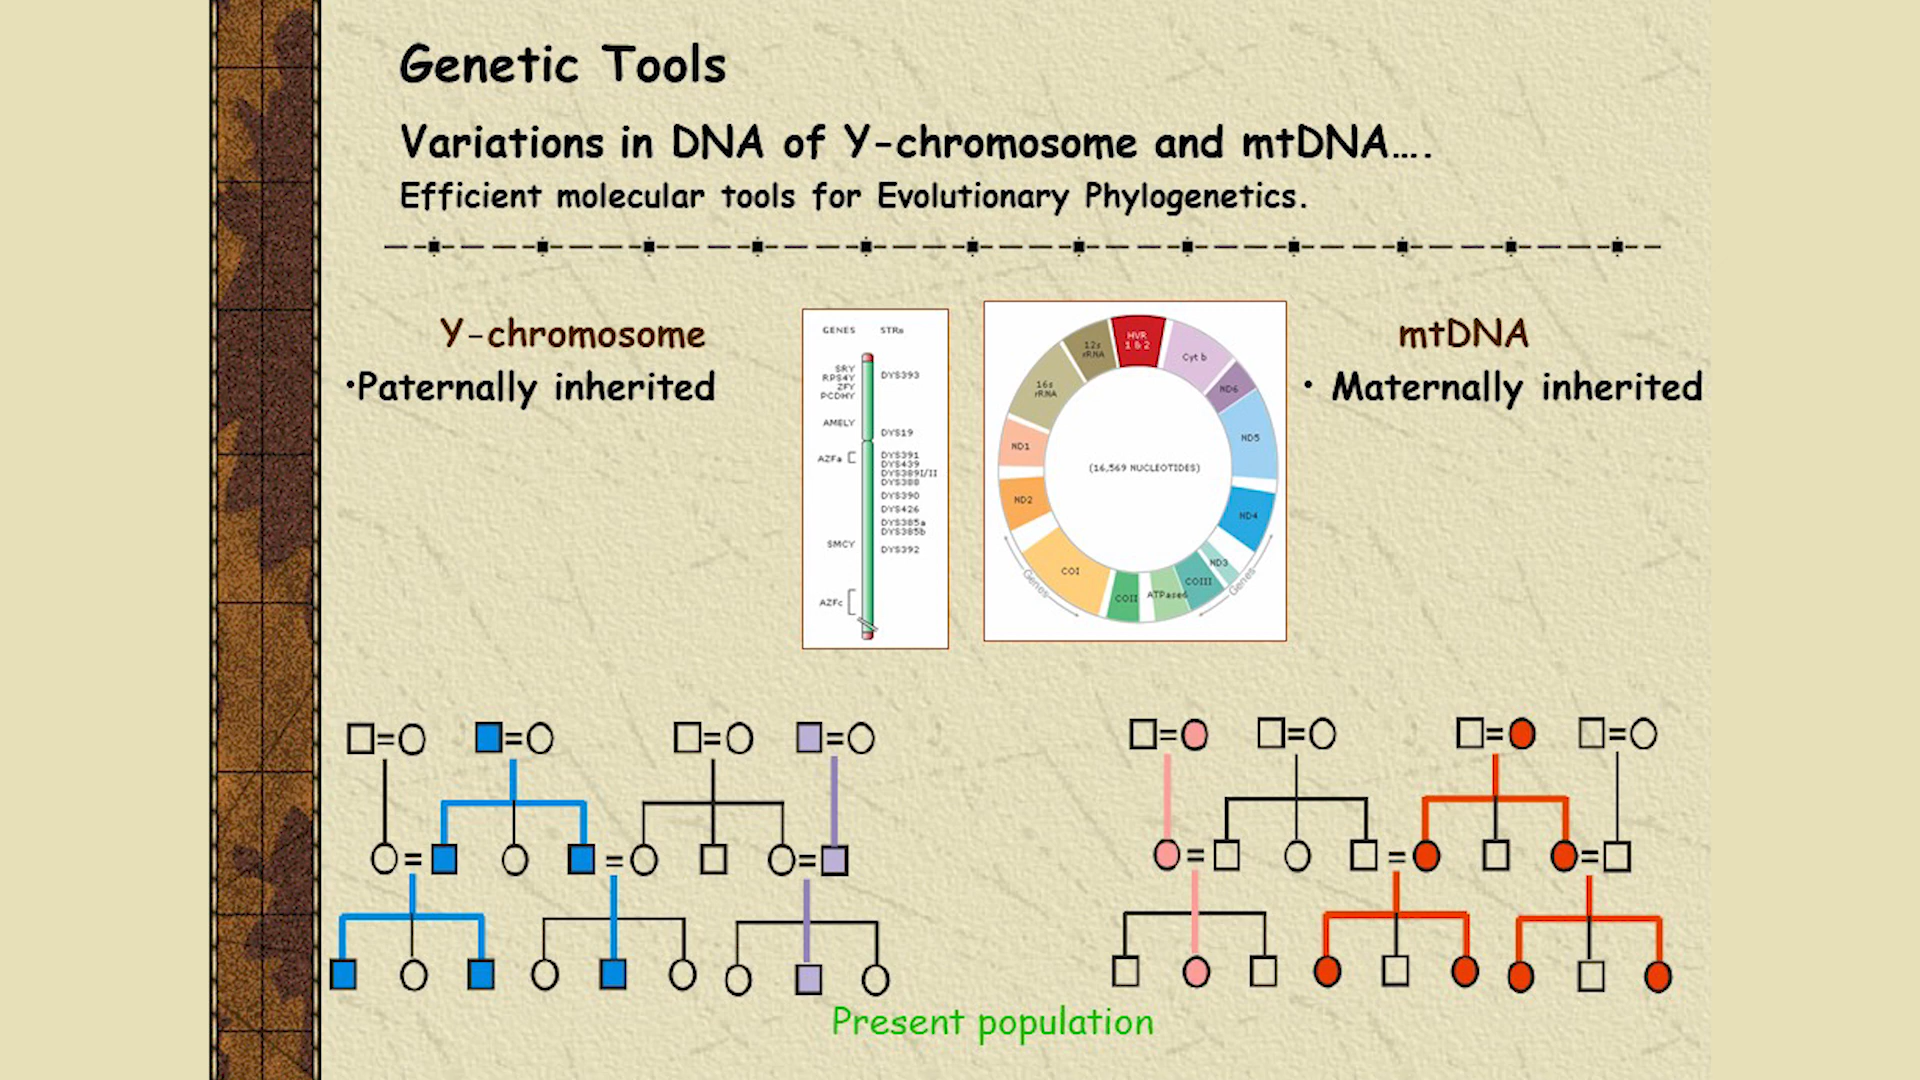 Genetic Tools
Variations in DNA of Y-chromosome and mtDNA....
Efficient molecular tools for Evolutionary Phylogenetics.
Y-chromosome
•Paternally inherited
GENES STRs
SRY
RPS4Y
ZFY
PCDHY
AMELY
AZFa
SMCY
AZFc
DYS393
DYS19
DYS391
DYS439
DYS389I/II
DYS388
DYS390
DYS426
DYS385a
DYS385b
DYS392
HVR
1 & 2
Cyt b
ND6
ND5
ND4
ND3
COIII
ATPase6
COII
COI
ND2
ND1
16s
rRNA
12s
rRNA
(16,569 NUCLEOTIDES)
Genes
Genes
mtDNA
• Maternally inherited
Present population